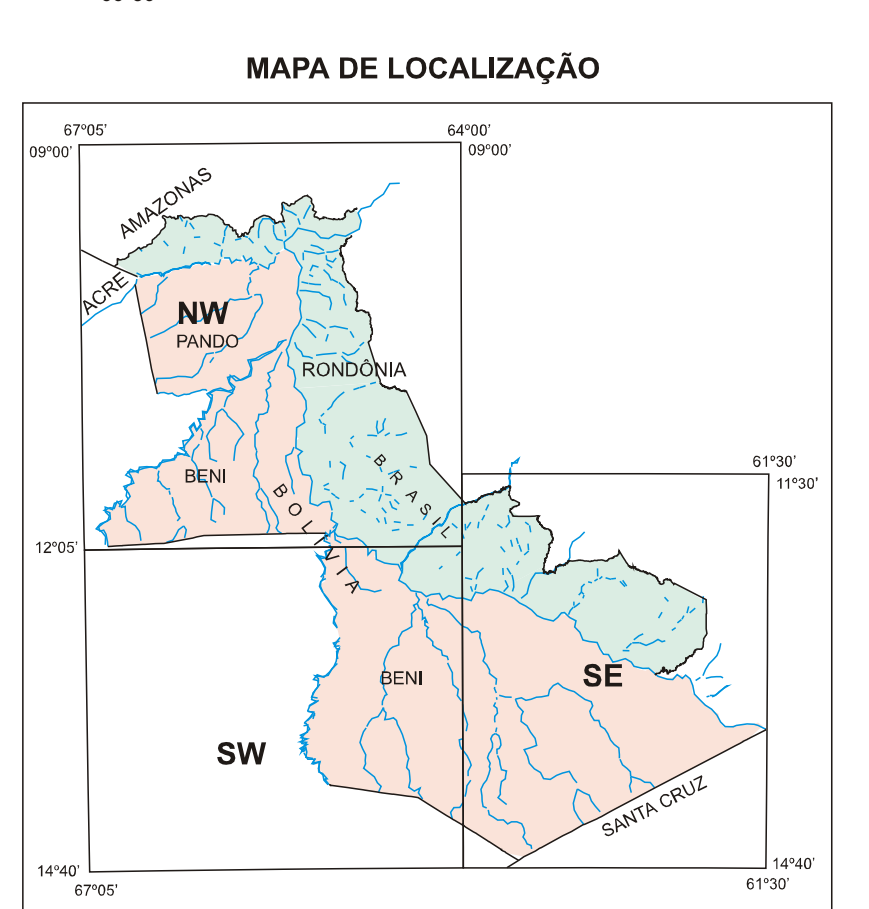 MAPA DE LOCALIZAÇÃO
67º05'
64º00'
09º00'
09º00'
AMAZONAS
ACRE
NW
PANDO
RONDÔNIA
BRASIL
61º30'
11º30'
BENI
BOLIVIA
12º05'
BENI
SE
SW
SANTA CRUZ
14º40'
14º40'
67º05'
61º30'